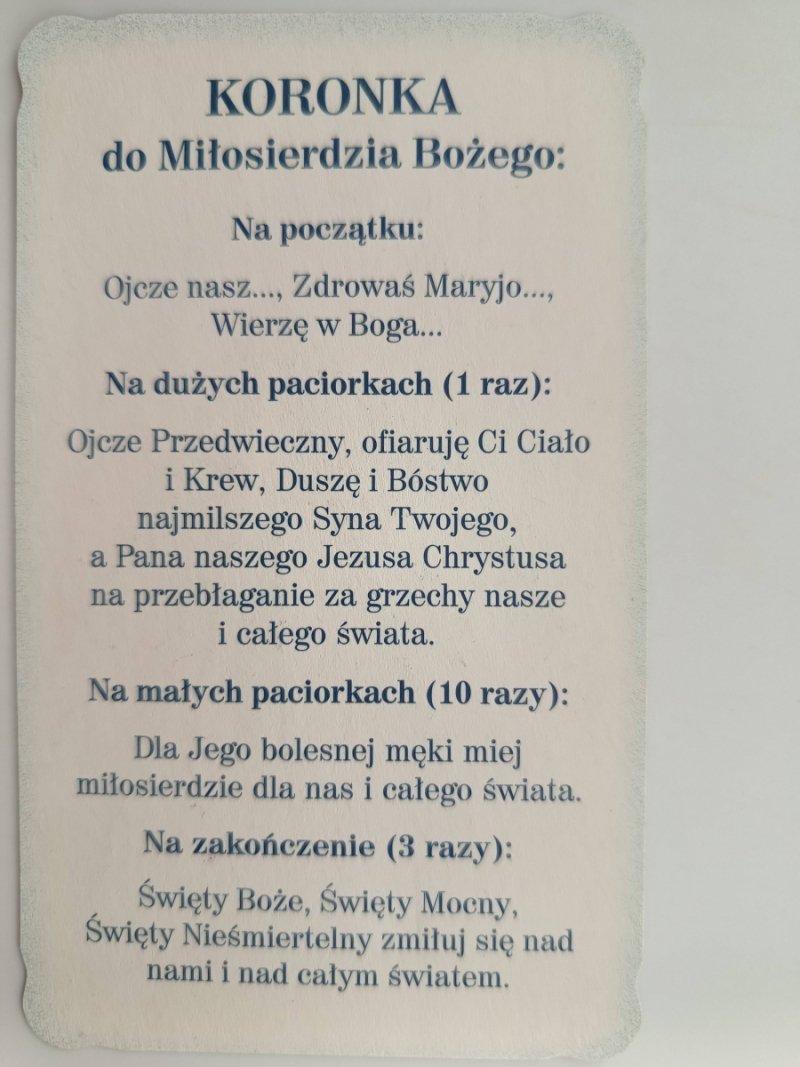 KORONKA
do Miłosierdzia Bożego:
Na początku:
Ojcze nasz..., Zdrowaś Maryjo...,
Wierzę w Boga...
Na dużych paciorkach (1 raz):
Ojcze Przedwieczny, ofiaruję Ci Ciało
i Krew, Duszę i Bóstwo
najmilszego Syna Twojego,
a Pana naszego Jezusa Chrystusa
na przebłaganie za grzechy nasze
i całego świata.
Na małych paciorkach (10 razy):
Dla Jego bolesnej męki miej
miłosierdzie dla nas i całego świata.
Na zakończenie (3 razy):
Święty Boże, Święty Mocny,
Święty Nieśmiertelny zmiłuj się nad
nami i nad całym światem.